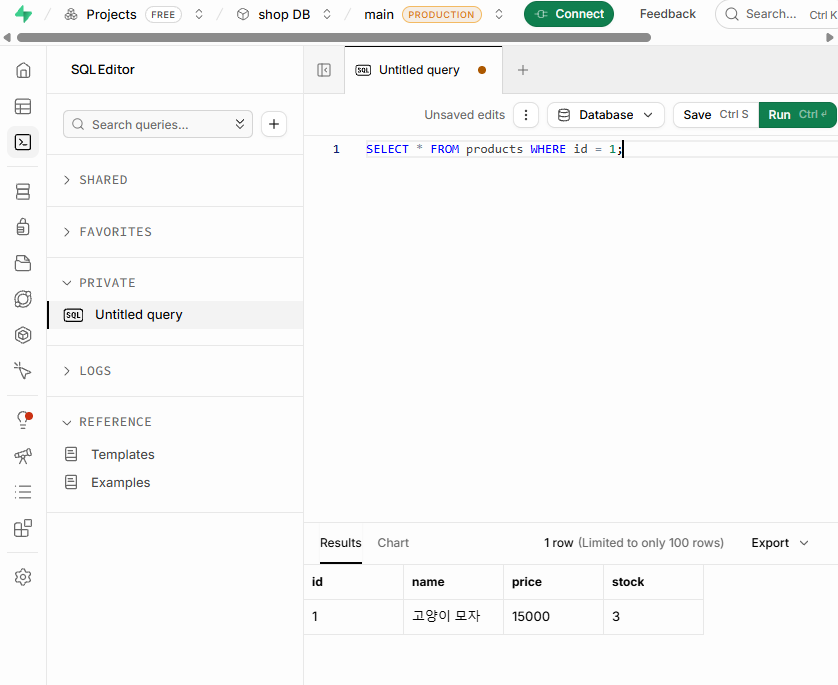 Projects FREE shop DB main PRODUCTION Connect Feedback Search... Ctrl K
SQL Editor
SQL Untitled query
Search queries...
Unsaved edits Database Save Ctrl S Run Ctrl ↵
1 SELECT * FROM products WHERE id = 1;
SHARED
FAVORITES
PRIVATE
SQL Untitled query
LOGS
REFERENCE
Templates
Examples
Results Chart 1 row (Limited to only 100 rows) Export
id name price stock
1 고양이 모자 15000 3